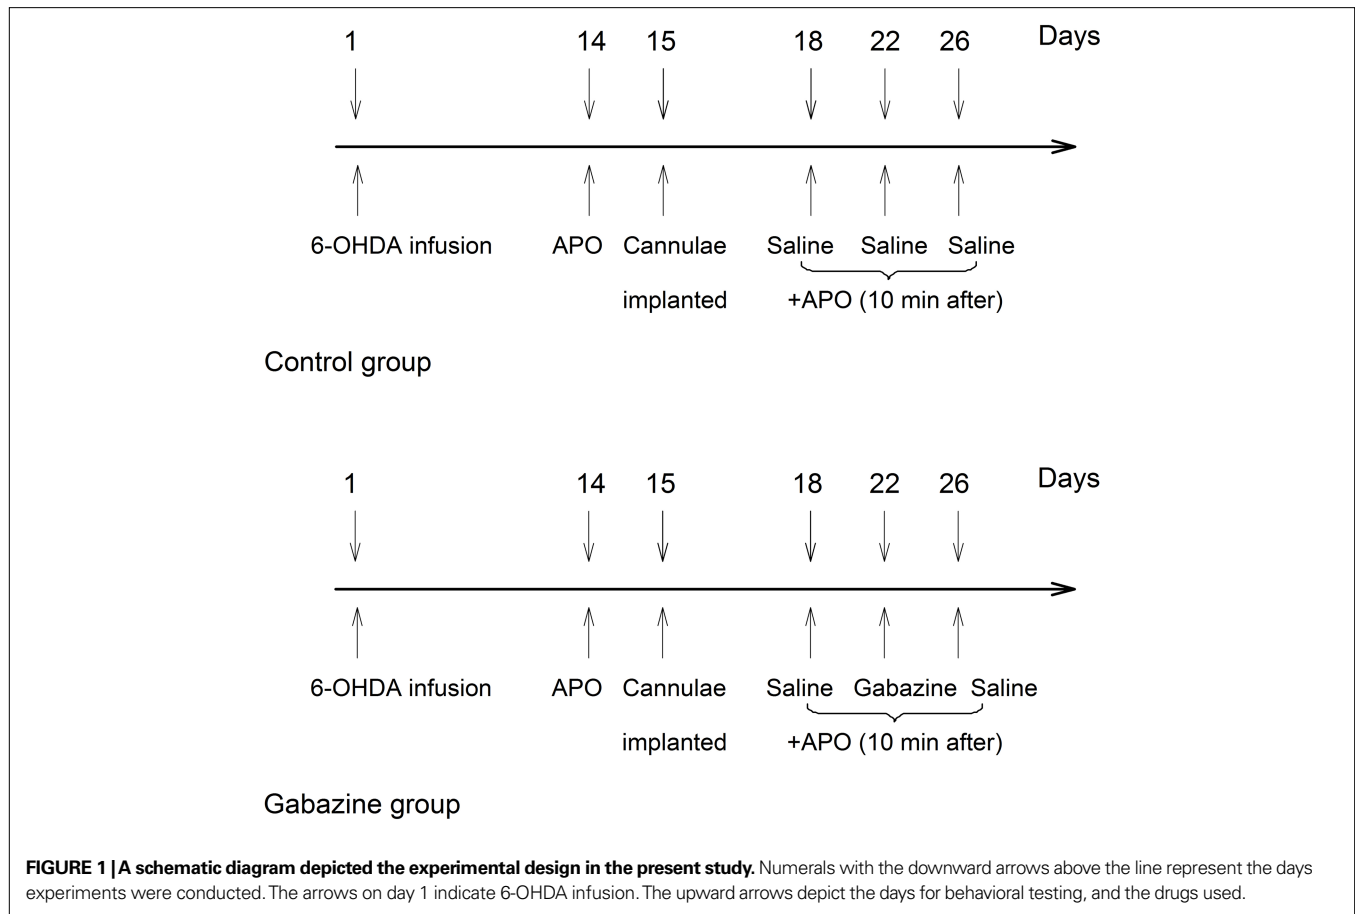 1 14 15 18 22 26 Days
6-OHDA infusion APO Cannulae Saline Saline Saline
implanted +APO (10 min after)
Control group
1 14 15 18 22 26 Days
6-OHDA infusion APO Cannulae Saline Gabazine Saline
implanted +APO (10 min after)
Gabazine group
FIGURE 1 | A schematic diagram depicted the experimental design in the present study. Numerals with the downward arrows above the line represent the days
experiments were conducted. The arrows on day 1 indicate 6-OHDA infusion. The upward arrows depict the days for behavioral testing, and the drugs used.